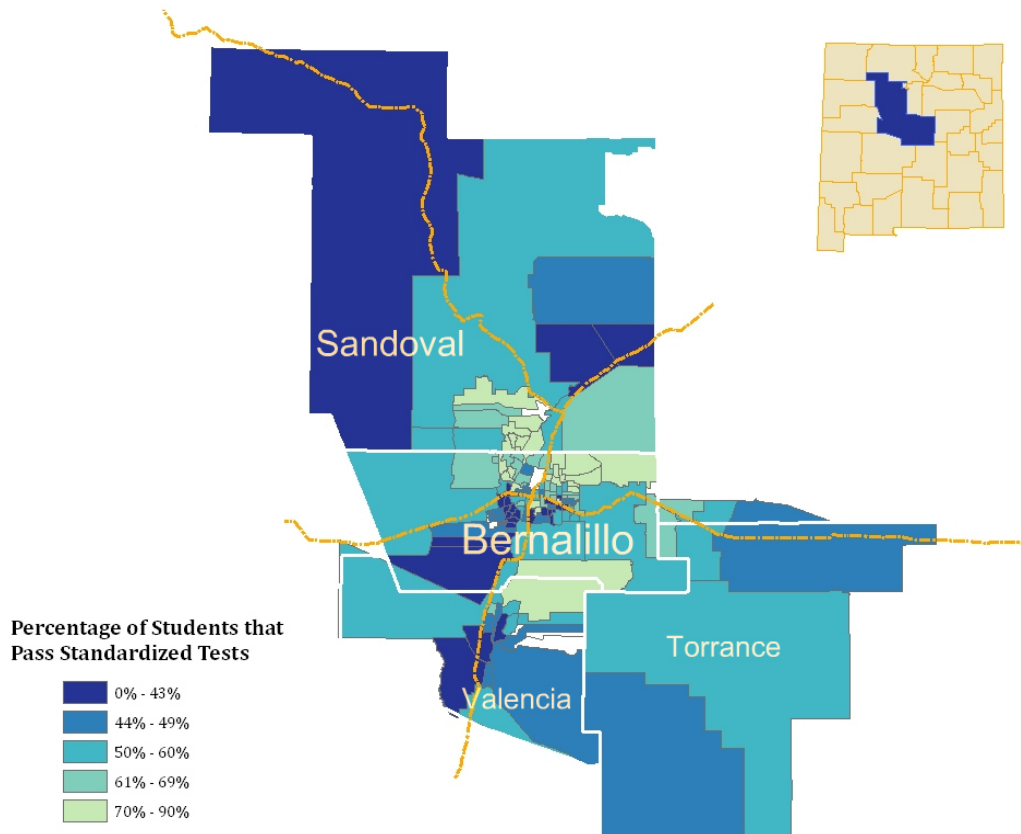 Sandoval
Bernalillo
Torrance
Valencia
Percentage of Students that
Pass Standardized Tests
0% - 43%
44% - 49%
50% - 60%
61% - 69%
70% - 90%